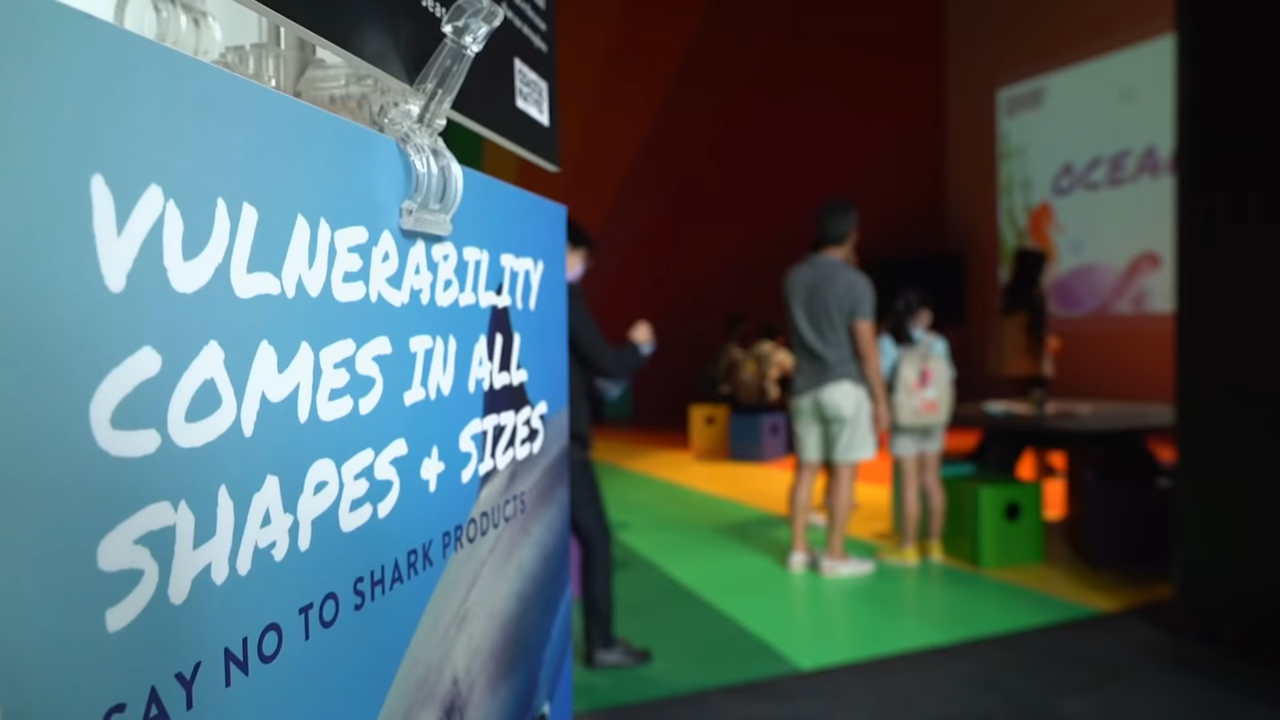 VULNERABILITY
COMES IN ALL
SHAPES & SIZES
SAY NO TO SHARK PRODUCTS